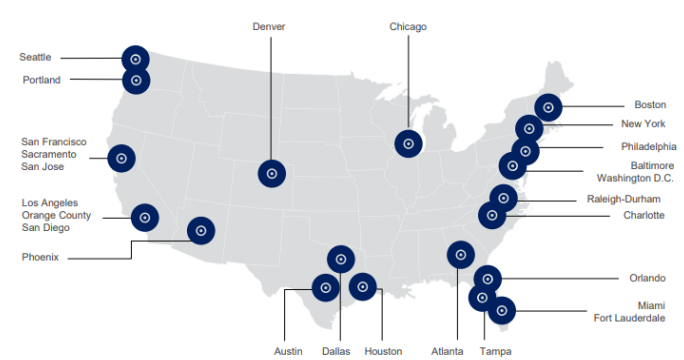 Denver
Chicago
Seattle
Portland
Boston
New York
Philadelphia
San Francisco
Sacramento
San Jose
Baltimore
Washington D.C.
Los Angeles
Orange County
San Diego
Raleigh-Durham
Charlotte
Phoenix
Orlando
Miami
Fort Lauderdale
Austin
Dallas
Houston
Atlanta
Tampa